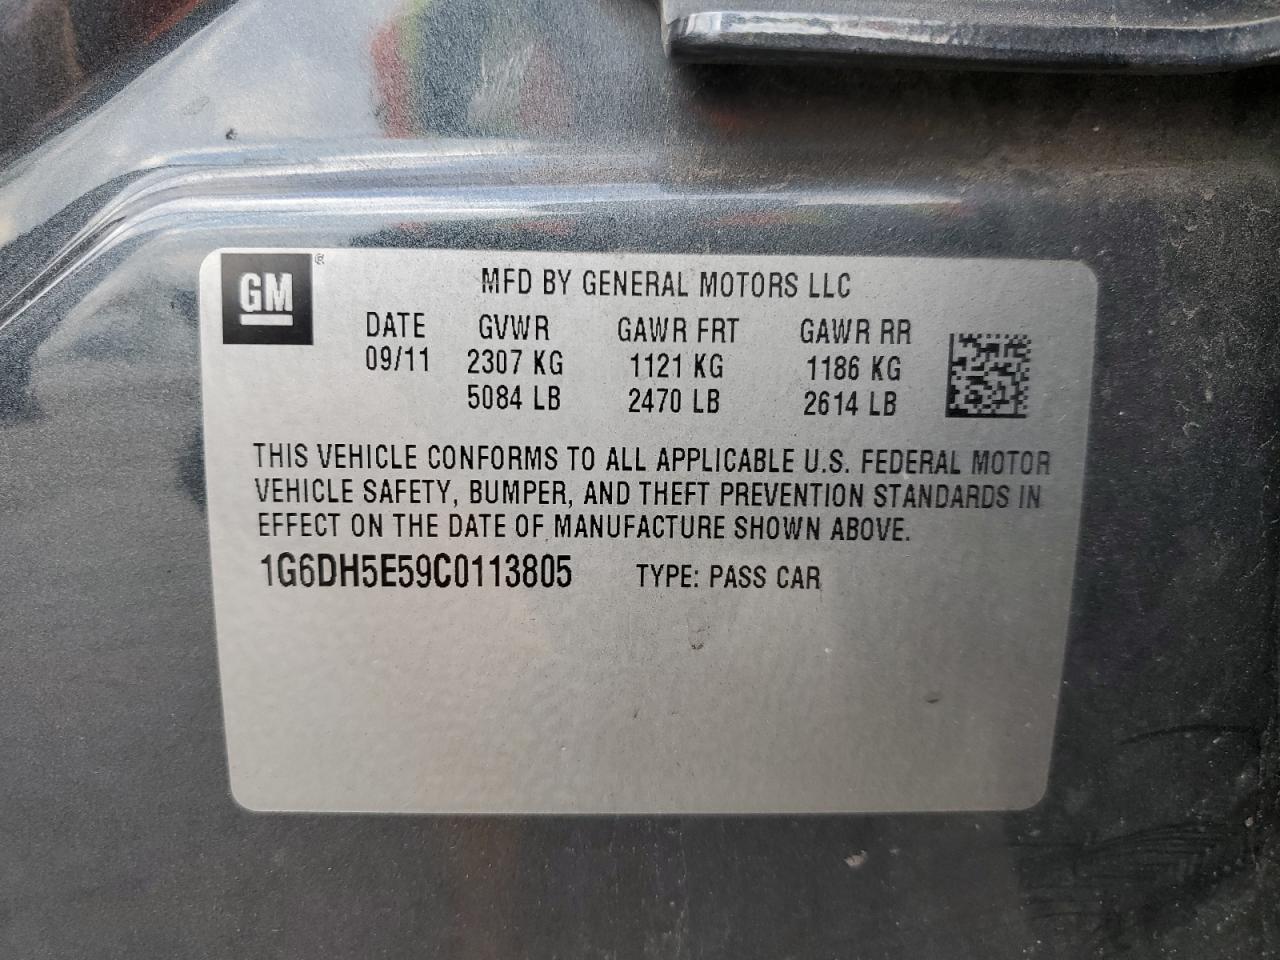 GM®
MFD BY GENERAL MOTORS LLC
DATE GVWR GAWR FRT GAWR RR
09/11 2307 KG 1121 KG 1186 KG
5084 LB 2470 LB 2614 LB
THIS VEHICLE CONFORMS TO ALL APPLICABLE U.S. FEDERAL MOTOR
VEHICLE SAFETY, BUMPER, AND THEFT PREVENTION STANDARDS IN
EFFECT ON THE DATE OF MANUFACTURE SHOWN ABOVE.
1G6DH5E59C0113805 TYPE: PASS CAR